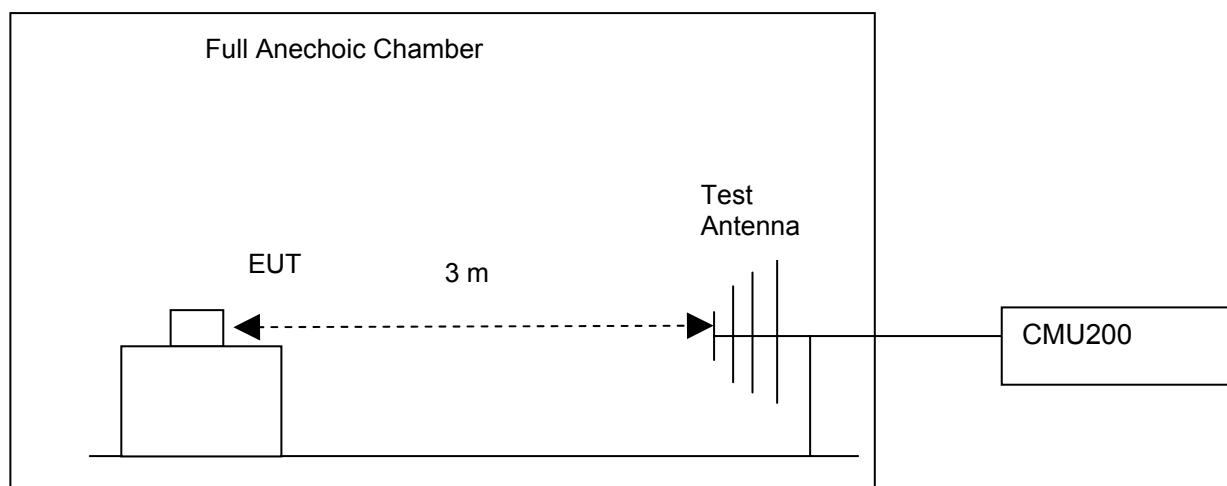 Full Anechoic Chamber
Test
Antenna
EUT
3 m
CMU200